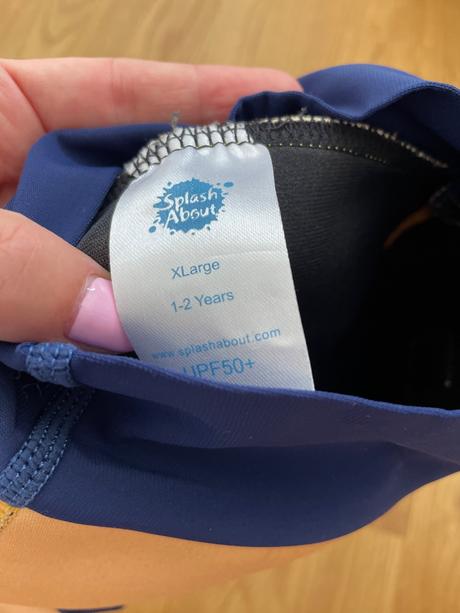 Splash
About
XLarge
1-2 Years
www.splashabout.com
UPF50+